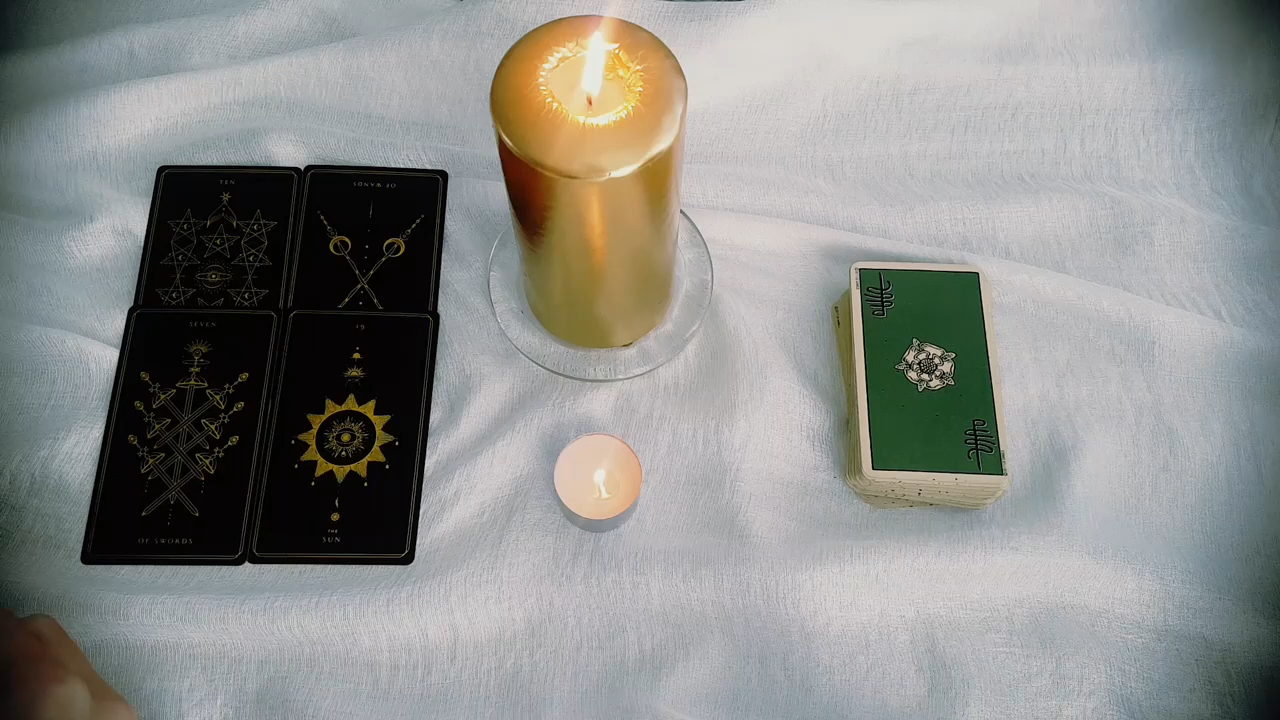 TEN
OF WANDS
SEVEN
19
OF SWORDS
THE
SUN